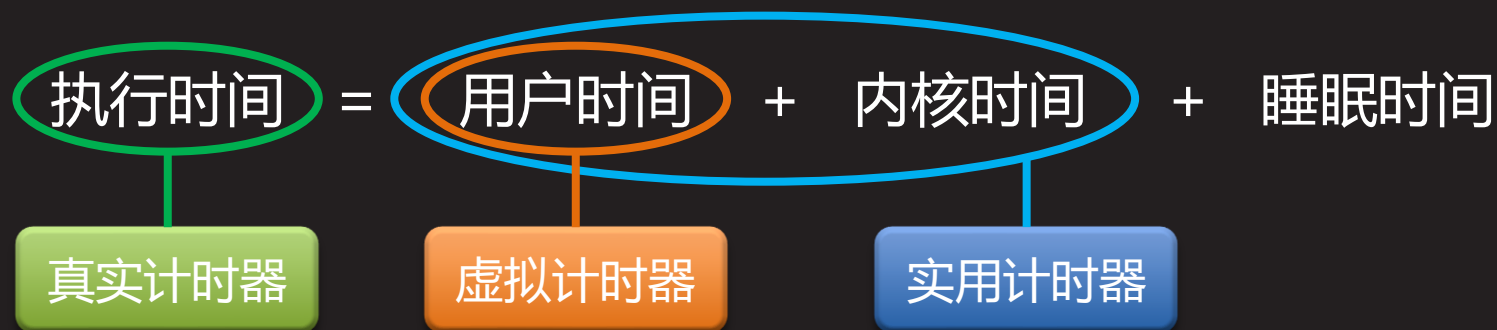 执行时间 = 用户时间 + 内核时间 + 睡眠时间
真实计时器 虚拟计时器 实用计时器